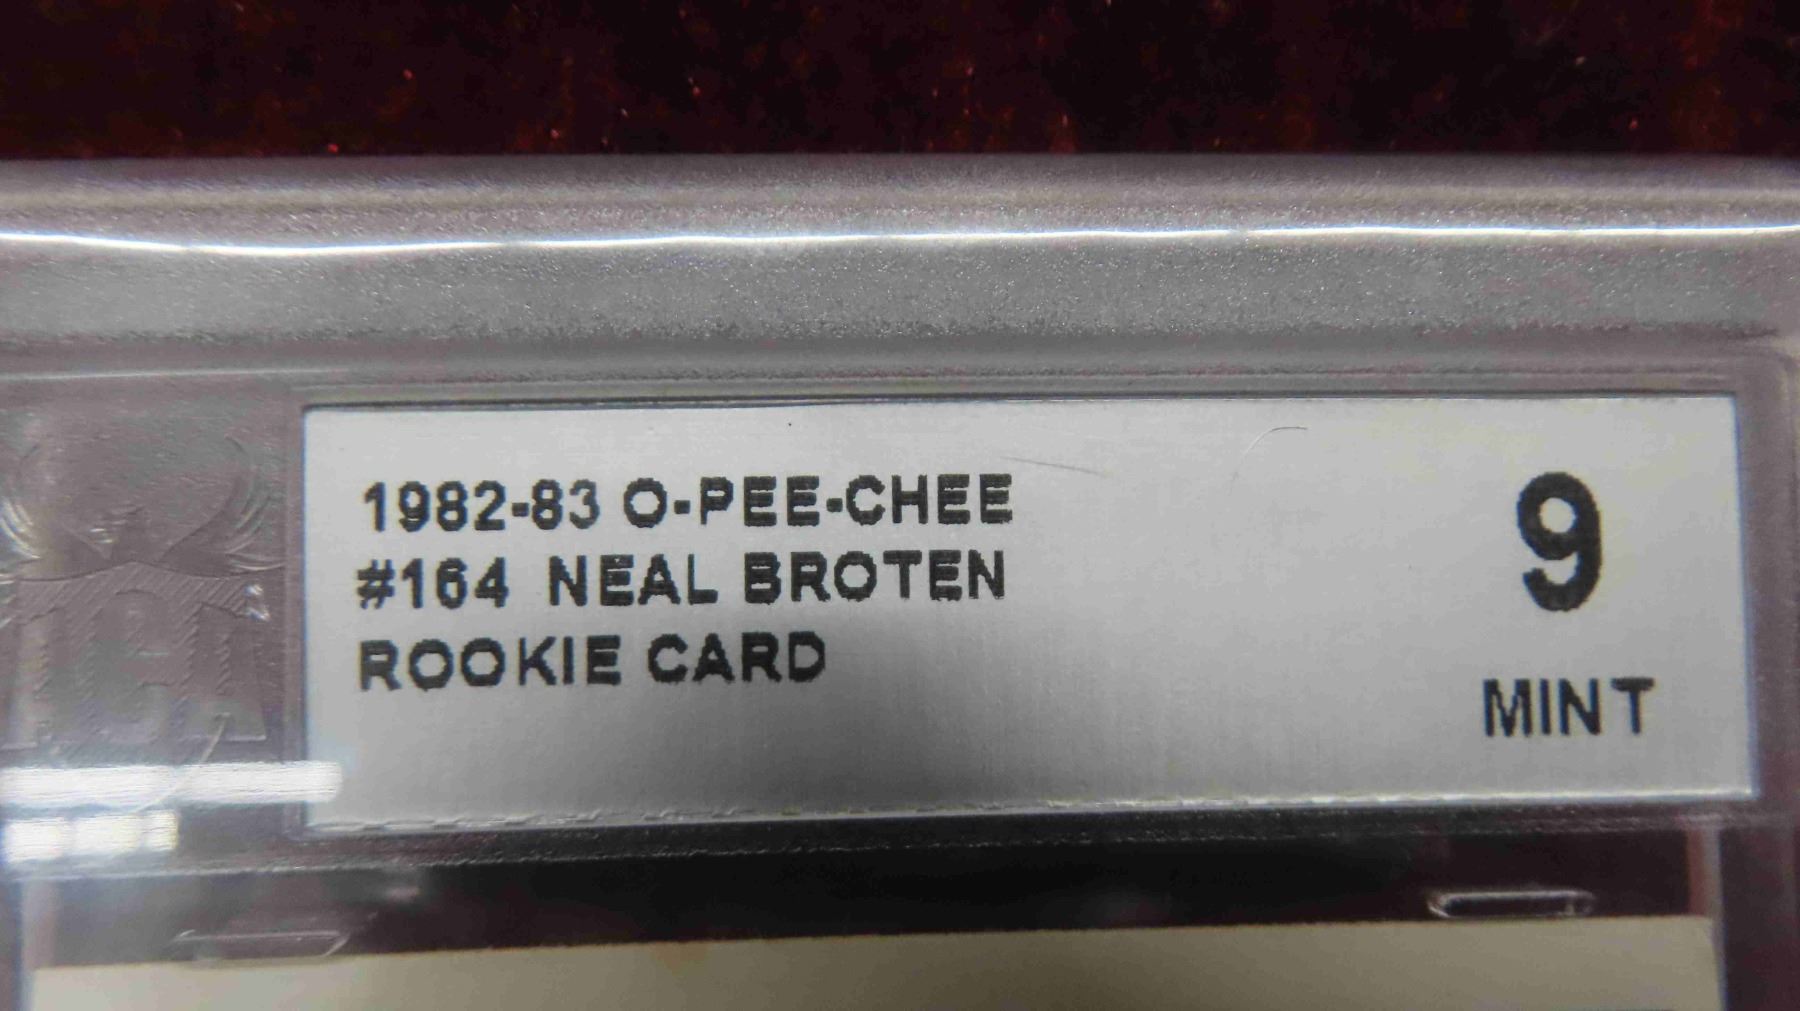 1982-83 O-PEE-CHEE
#164 NEAL BROTEN
ROOKIE CARD
9
MINT